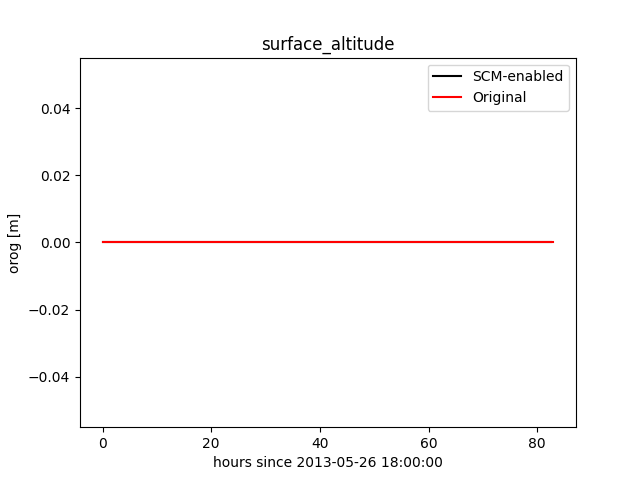 surface_altitude
SCM-enabled
Original
orog [m]
0.04
0.02
0.00
−0.02
−0.04
0 20 40 60 80
hours since 2013-05-26 18:00:00